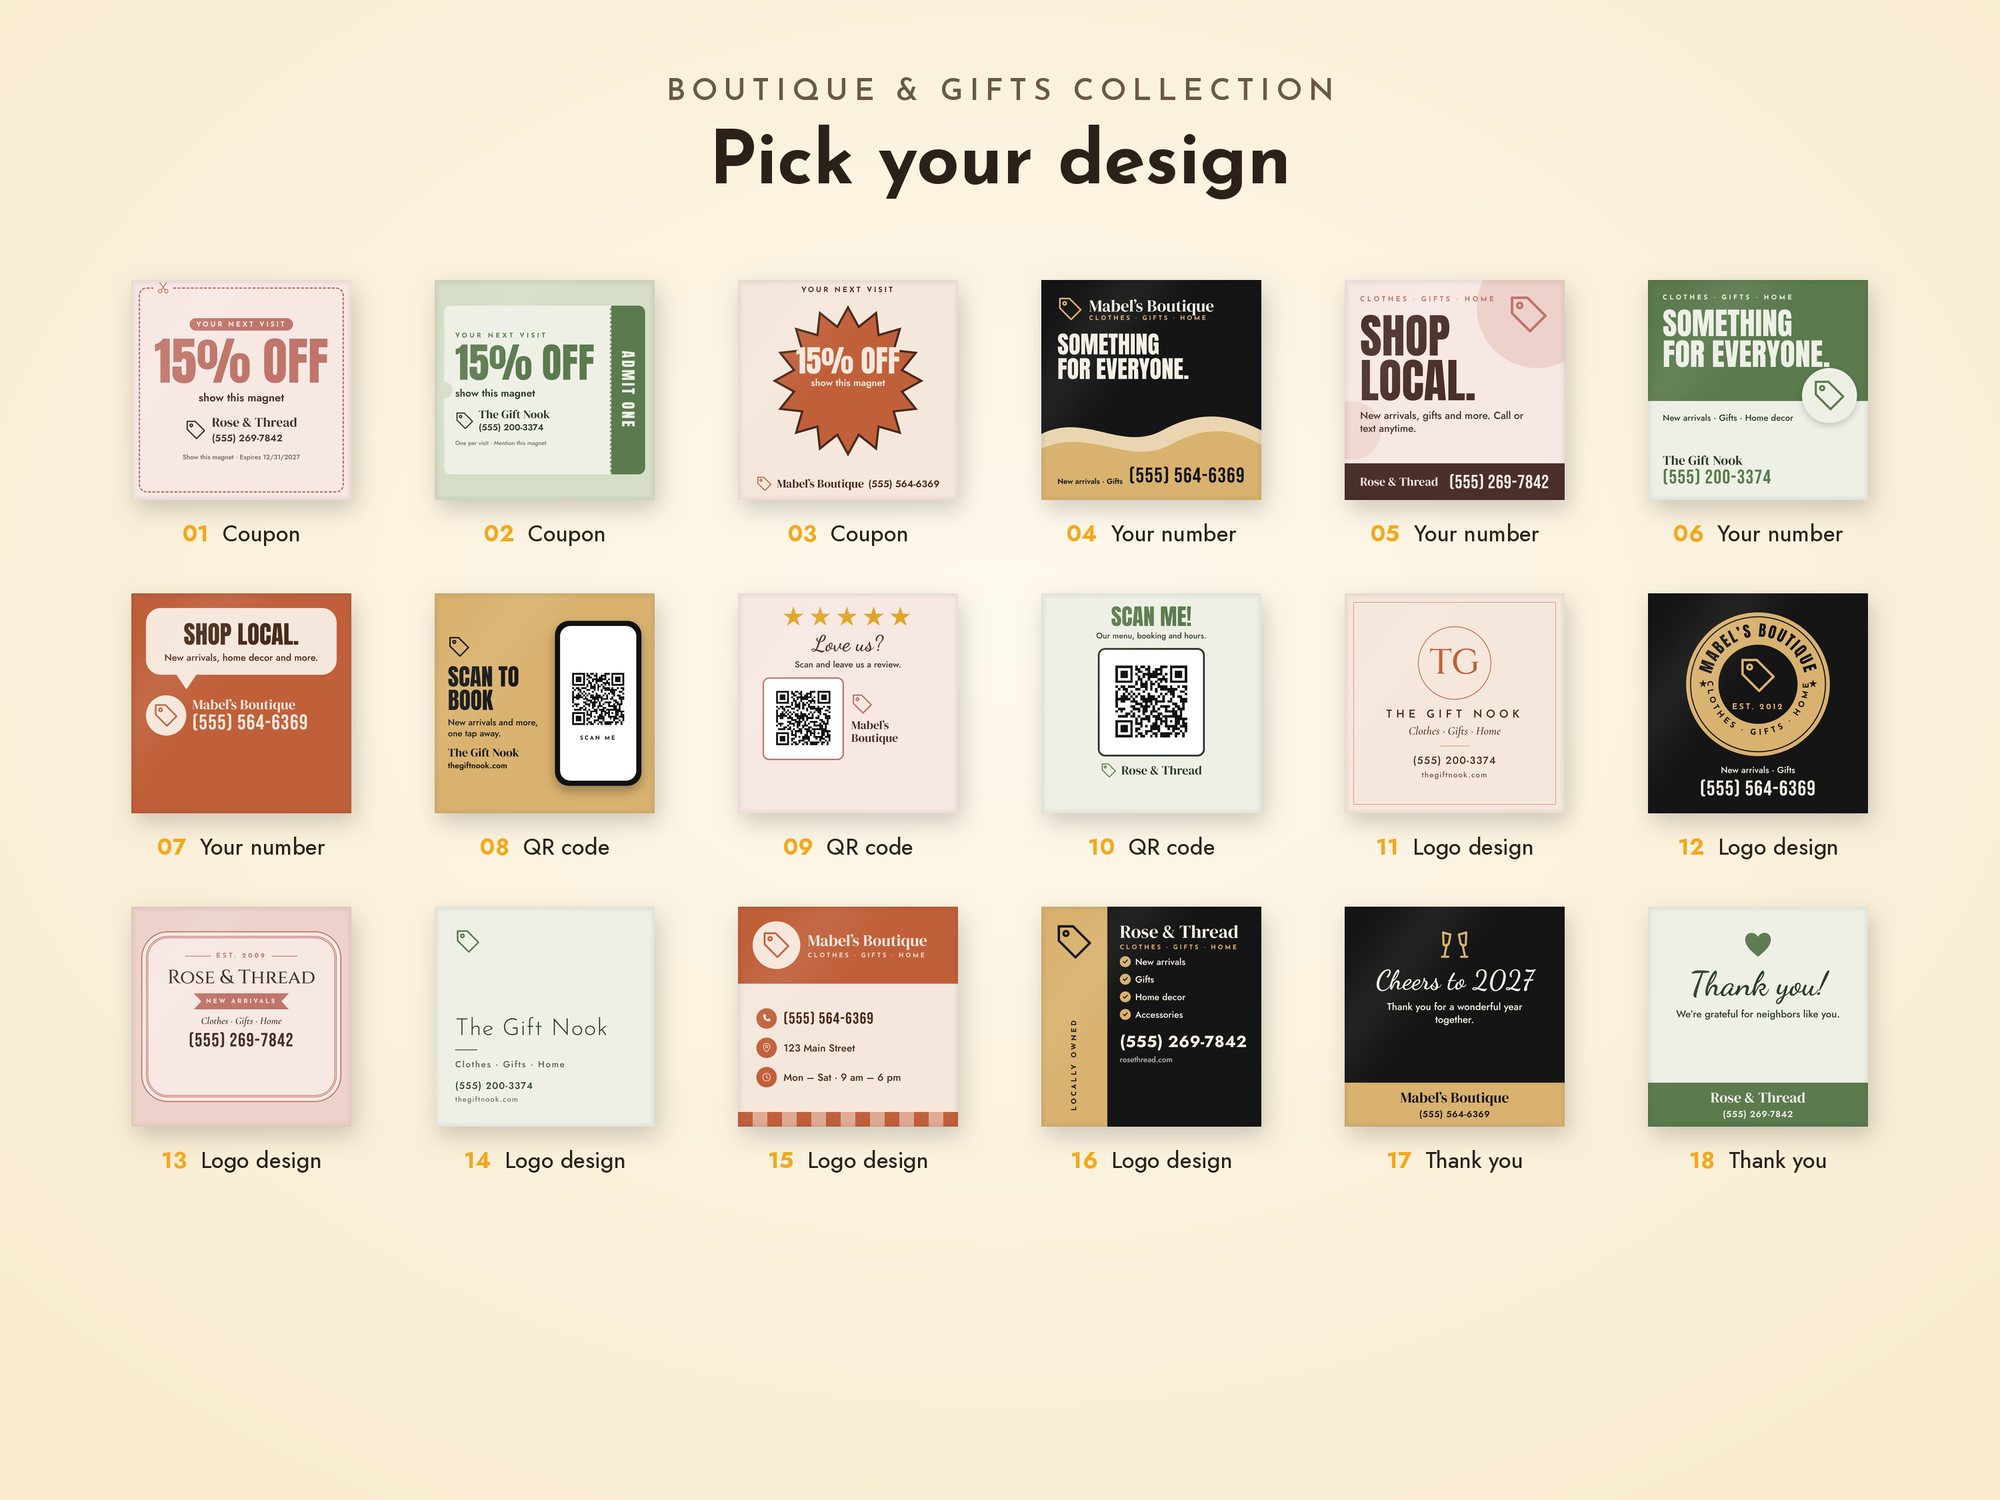 BOUTIQUE & GIFTS COLLECTION
Pick your design
YOUR NEXT VISIT
15% OFF
show this magnet
Rose & Thread
(555) 269-7842
Show this magnet · Expires 12/31/2027
01 Coupon
YOUR NEXT VISIT
15% OFF
show this magnet
The Gift Nook
(555) 200-3374
One per visit · Mention this magnet
ADMIT ONE
02 Coupon
YOUR NEXT VISIT
15% OFF
show this magnet
Mabel's Boutique (555) 564-6369
03 Coupon
Mabel's Boutique
CLOTHES · GIFTS · HOME
SOMETHING
FOR EVERYONE.
New arrivals · Gifts (555) 564-6369
04 Your number
CLOTHES · GIFTS · HOME
SHOP
LOCAL.
New arrivals, gifts and more. Call or
text anytime.
Rose & Thread (555) 269-7842
05 Your number
CLOTHES · GIFTS · HOME
SOMETHING
FOR EVERYONE.
New arrivals · Gifts · Home decor
The Gift Nook
(555) 200-3374
06 Your number
SHOP LOCAL.
New arrivals, home decor and more.
Mabel's Boutique
(555) 564-6369
07 Your number
SCAN TO
BOOK
New arrivals and more,
one tap away.
The Gift Nook
thegiftnook.com
SCAN ME
08 QR code
Love us?
Scan and leave us a review.
Mabel's
Boutique
09 QR code
SCAN ME!
Our menu, booking and hours.
Rose & Thread
10 QR code
TG
THE GIFT NOOK
Clothes · Gifts · Home
(555) 200-3374
thegiftnook.com
11 Logo design
MABEL'S BOUTIQUE
EST. 2012
CLOTHES · GIFTS · HOME
New arrivals · Gifts
(555) 564-6369
12 Logo design
EST. 2009
ROSE & THREAD
NEW ARRIVALS
Clothes · Gifts · Home
(555) 269-7842
13 Logo design
The Gift Nook
Clothes · Gifts · Home
(555) 200-3374
thegiftnook.com
14 Logo design
Mabel's Boutique
CLOTHES · GIFTS · HOME
(555) 564-6369
123 Main Street
Mon – Sat · 9 am – 6 pm
15 Logo design
LOCALLY OWNED
Rose & Thread
CLOTHES · GIFTS · HOME
New arrivals
Gifts
Home decor
Accessories
(555) 269-7842
rosethread.com
16 Logo design
Cheers to 2027
Thank you for a wonderful year
together.
Mabel's Boutique
(555) 564-6369
17 Thank you
Thank you!
We're grateful for neighbors like you.
Rose & Thread
(555) 269-7842
18 Thank you